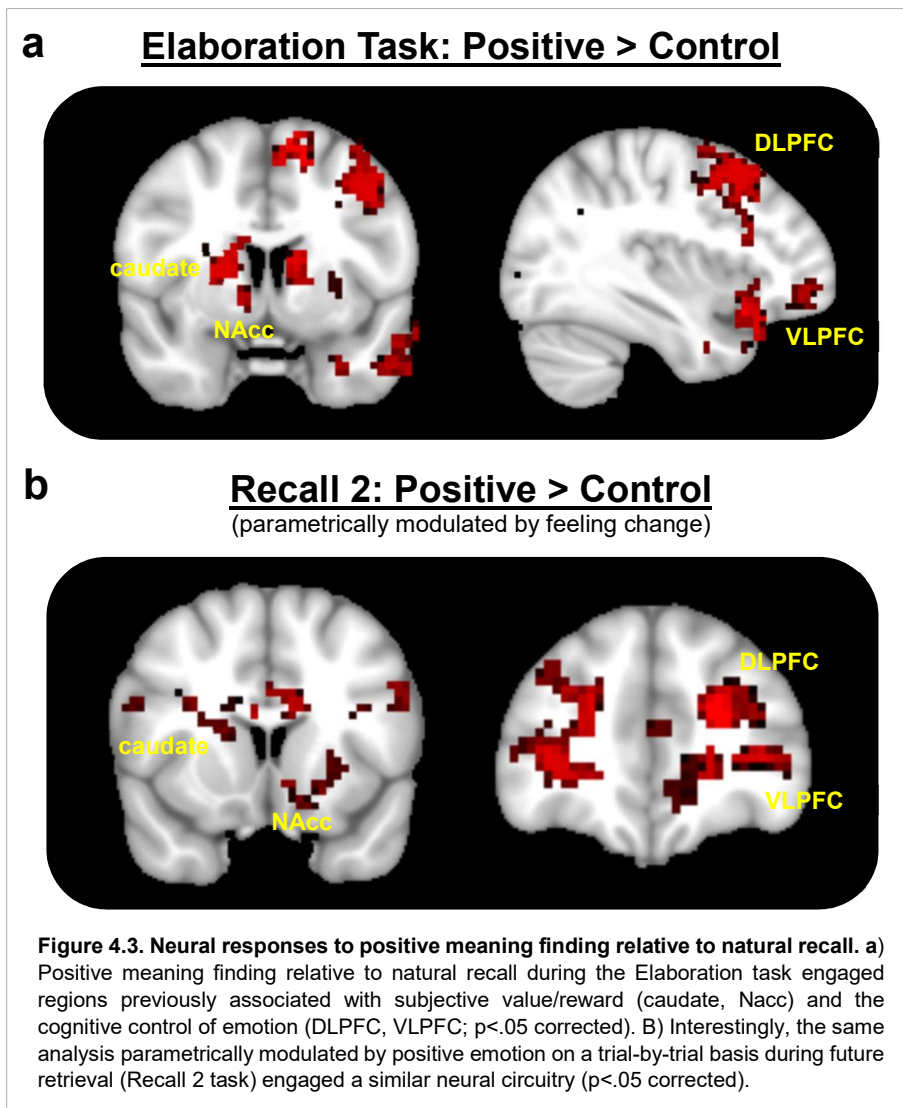 a
Elaboration Task: Positive > Control
DLPFC
caudate
NAcc
VLPFC
b
Recall 2: Positive > Control
(parametrically modulated by feeling change)
DLPFC
caudate
VLPFC
NAcc
Figure 4.3. Neural responses to positive meaning finding relative to natural recall. a)
Positive meaning finding relative to natural recall during the Elaboration task engaged
regions previously associated with subjective value/reward (caudate, Nacc) and the
cognitive control of emotion (DLPFC, VLPFC; p<.05 corrected). B) Interestingly, the same
analysis parametrically modulated by positive emotion on a trial-by-trial basis during future
retrieval (Recall 2 task) engaged a similar neural circuitry (p<.05 corrected).